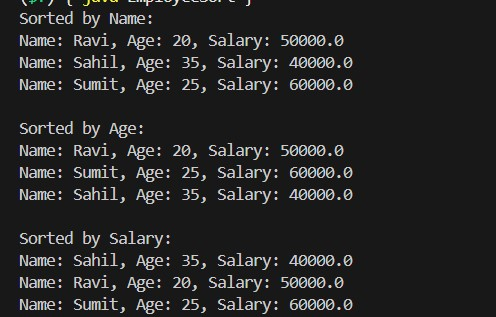 Sorted by Name:
Name: Ravi, Age: 20, Salary: 50000.0
Name: Sahil, Age: 35, Salary: 40000.0
Name: Sumit, Age: 25, Salary: 60000.0
Sorted by Age:
Name: Ravi, Age: 20, Salary: 50000.0
Name: Sumit, Age: 25, Salary: 60000.0
Name: Sahil, Age: 35, Salary: 40000.0
Sorted by Salary:
Name: Sahil, Age: 35, Salary: 40000.0
Name: Ravi, Age: 20, Salary: 50000.0
Name: Sumit, Age: 25, Salary: 60000.0